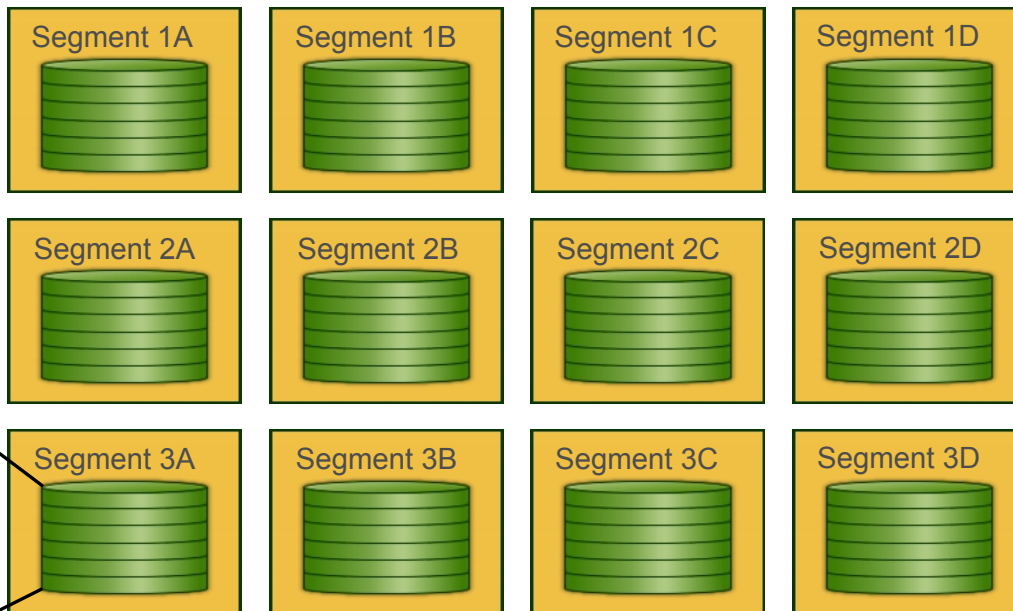 Segment 1A
Segment 1B
Segment 1C
Segment 1D
Segment 2A
Segment 2B
Segment 2C
Segment 2D
Segment 3A
Segment 3B
Segment 3C
Segment 3D